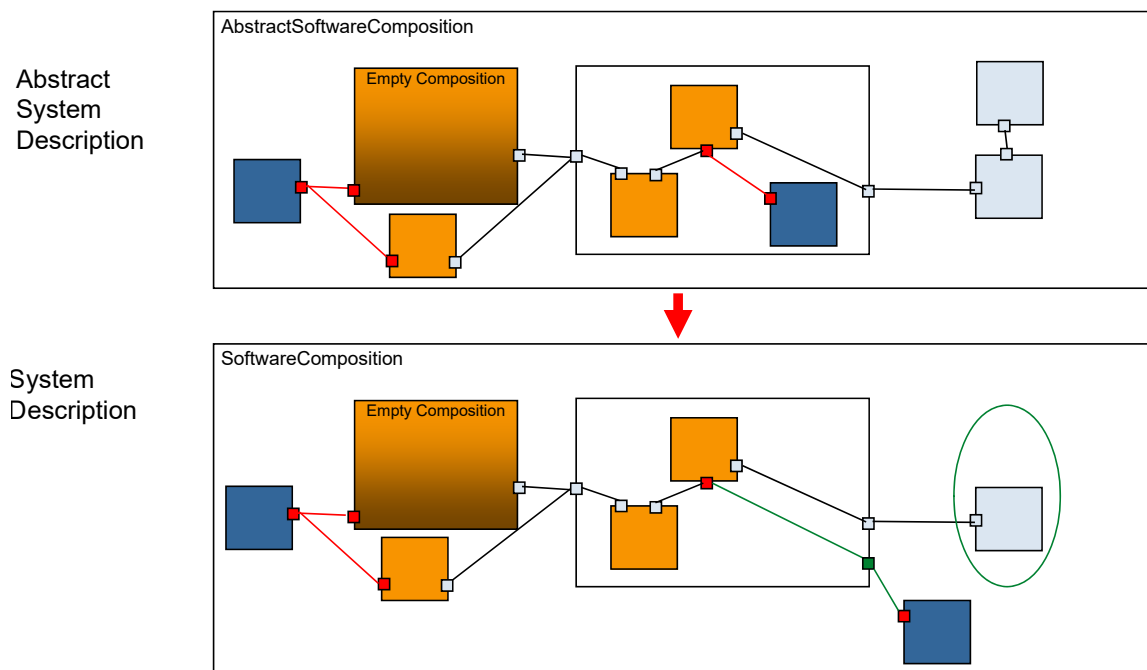 AbstractSoftwareComposition
Abstract
System
Description
Empty Composition
SoftwareComposition
System
Description
Empty Composition